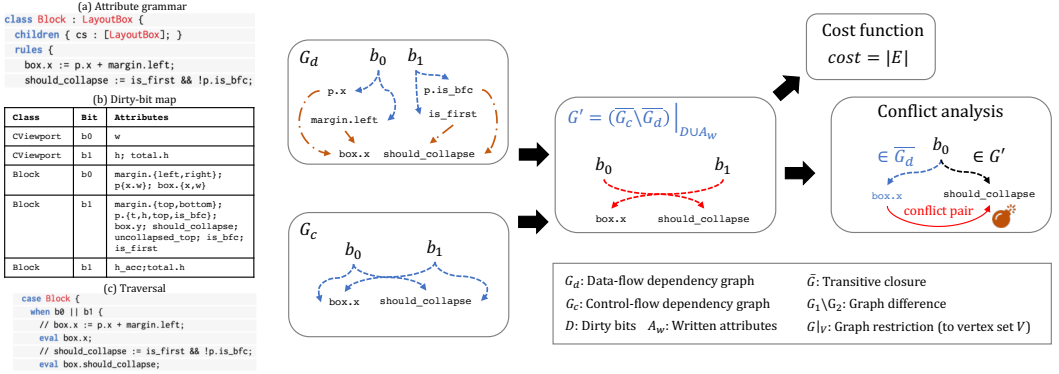 (a) Attribute grammar
class Block : LayoutBox {
children { cs : [LayoutBox]; }
rules {
box.x := p.x + margin.left;
should_collapse := is_first && !p.is_bfc;
(b) Dirty-bit map
Class Bit Attributes
CViewport b0 w
CViewport b1 h; total.h
Block b0 margin.{left,right};
p{x.w}; box.{x,w}
Block b1 margin.{top,bottom};
p.{t,h,top,is_bfc};
box.y; should_collapse;
uncollapsed_top; is_bfc;
is_first
Block b1 h_acc;total.h
(c) Traversal
case Block {
when b0 || b1 {
// box.x := p.x + margin.left;
eval box.x;
// should_collapse := is_first && !p.is_bfc;
eval box.should_collapse;
G_d b_0 b_1
p.x p.is_bfc
margin.left is_first
box.x should_collapse
G_c b_0 b_1
box.x should_collapse
G′ = (\overline{G_c}\\overline{G_d})|_{D∪A_w}
b_0 b_1
box.x should_collapse
Cost function
cost = |E|
Conflict analysis
∈ \overline{G_d} b_0 ∈ G′
box.x should_collapse
conflict pair
G_d: Data-flow dependency graph Ḡ: Transitive closure
G_c: Control-flow dependency graph G_1\G_2: Graph difference
D: Dirty bits A_w: Written attributes G|_V: Graph restriction (to vertex set V)